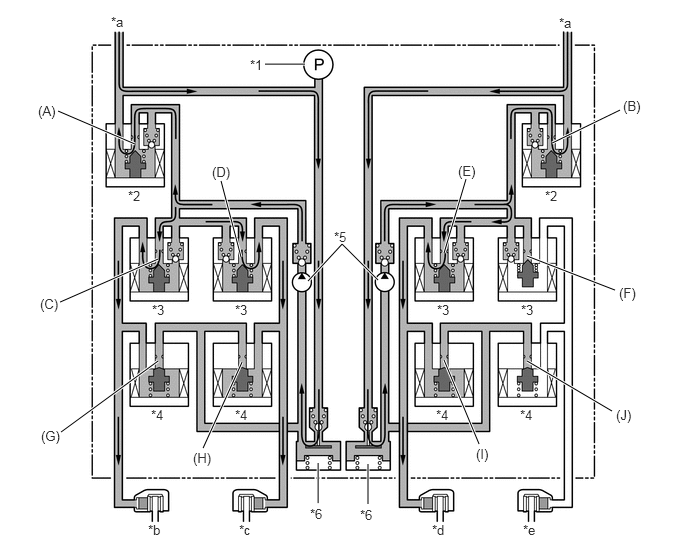 *a
*a
*1
P
(A)
(B)
*2
*2
(D)
(E)
*5
(C)
(F)
*3
*3
*3
*3
*4
*4
*4
*4
(G)
(H)
(I)
(J)
*6
*6
*b
*c
*d
*e